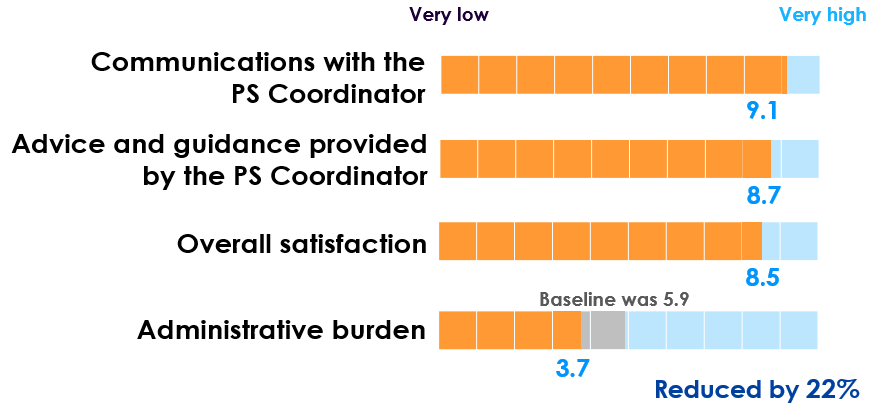 Very low Very high
Communications with the
PS Coordinator
9.1
Advice and guidance provided
by the PS Coordinator
8.7
Overall satisfaction
8.5
Baseline was 5.9
Administrative burden
3.7
Reduced by 22%